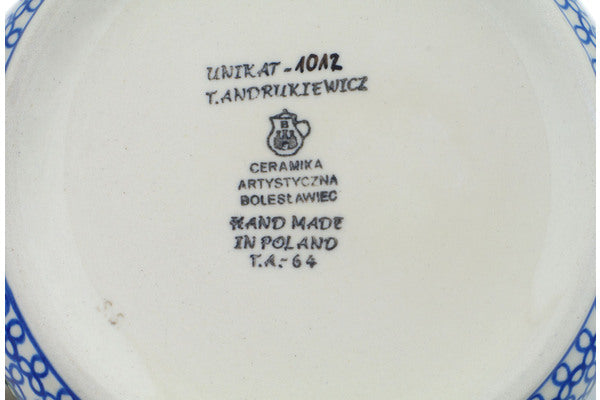 UNIKAT-1012
T.ANDRUKIEWICZ
B
CERAMIKA
ARTYSTYCZNA
BOLESŁAWIEC
HAND MADE
IN POLAND
T.A.-64